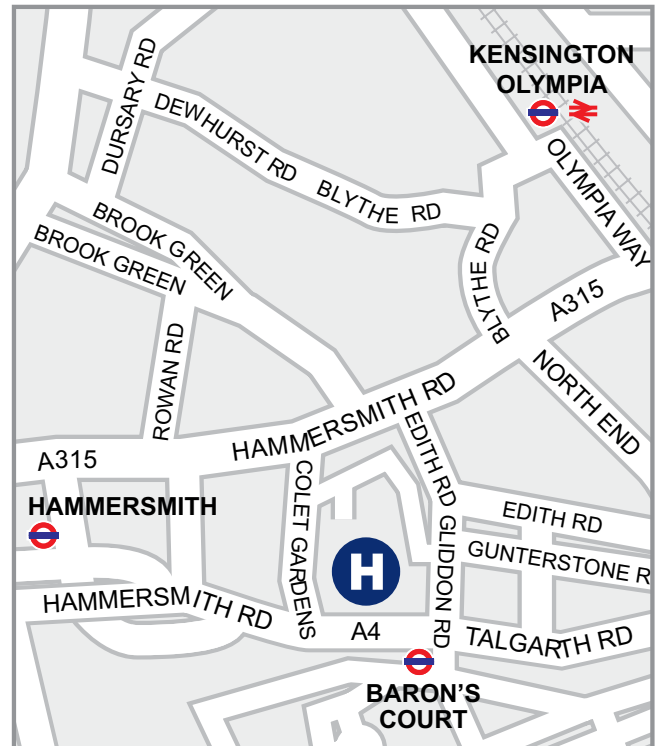 KENSINGTON
OLYMPIA
DURSARY RD
DEWHURST RD
BLYTHE RD
OLYMPIA WAY
BROOK GREEN
BROOK GREEN
BLYTHE RD
A315
ROWAN RD
NORTH END
HAMMERSMITH RD
A315
EDITH RD
COLET GARDENS
HAMMERSMITH
EDITH RD
GLIDDON RD
GUNTERSTONE R
H
HAMMERSMITH RD
A4
TALGARTH RD
BARON'S
COURT